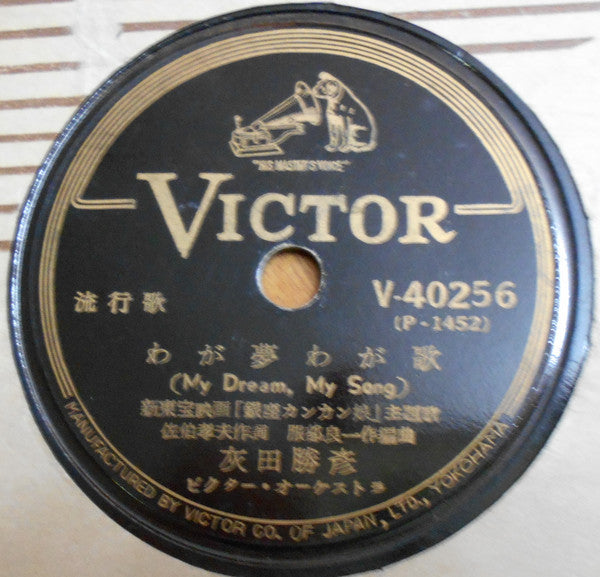 "HIS MASTER'S VOICE"
VICTOR
流行歌
V-40256
(P-1452)
わが夢わが歌
(My Dream, My Song)
新東宝映画「銀座カンカン娘」主題歌
佐伯孝夫作詞 服部良一作編曲
灰田勝彦
ビクター・オーケストラ
MANUFACTURED BY VICTOR CO. OF JAPAN, LTD., YOKOHAMA